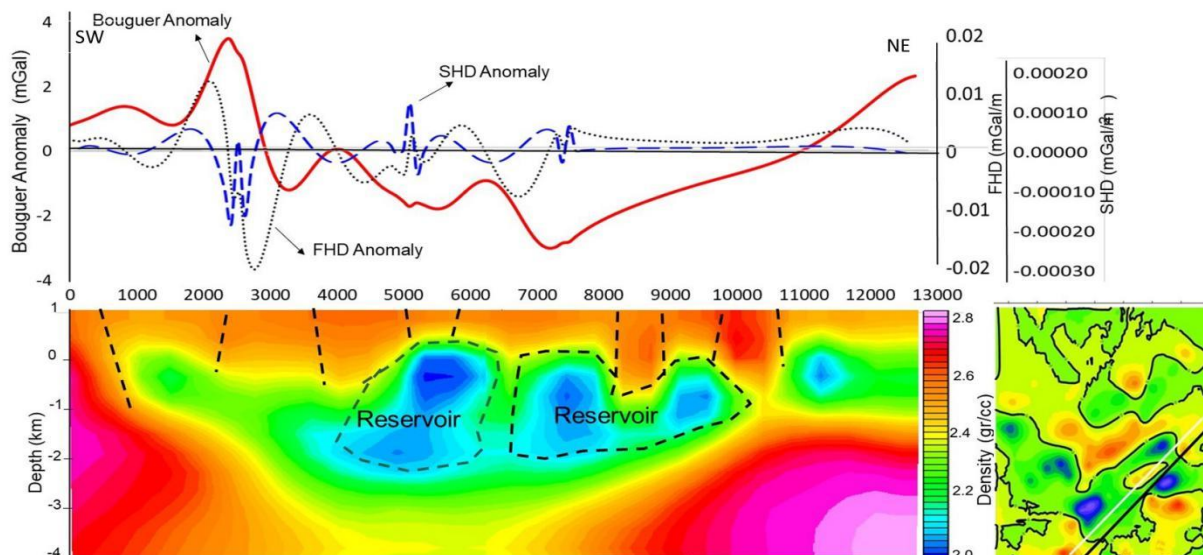 Bouguer Anomaly
SW
NE
SHD Anomaly
FHD Anomaly
Bouguer Anomaly (mGal)
4
2
0
-2
-4
0.02
0.01
0
-0.01
-0.02
FHD (mGal/m
0.00020
0.00010
0.00000
-0.00010
-0.00020
-0.00030
SHD (mGal/m
0 1000 2000 3000 4000 5000 6000 7000 8000 9000 10000 11000 12000 13000
Depth (km)
1
0
-1
-2
-3
-4
Reservoir
Reservoir
2.8
2.6
2.4
2.2
2.0
Density (gr/cc)